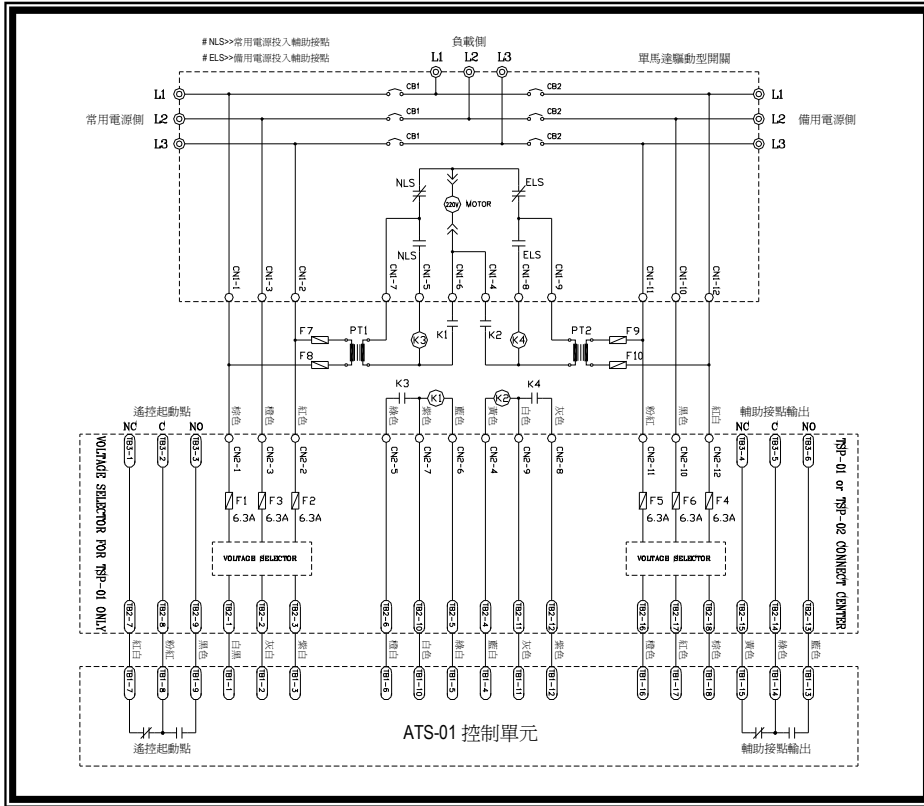 # NLS>>常用電源投入輔助接點
# ELS>>備用電源投入輔助接點
負載側
單馬達驅動型開關
L1 L2 L3
L1 CB1 CB2 L1
常用電源側 L2 CB1 CB2 L2 備用電源側
L3 CB1 CB2 L3
NLS 220V MOTOR ELS
NLS ELS
CN1-1 CN1-3 CN1-2 CN1-7 CN1-5 CN1-6 CN1-4 CN1-8 CN1-9 CN1-11 CN1-10 CN1-12
F7 PT1 K3 K1 K2 K4 PT2 F9
F8 F10
K3 K1 K2 K4
棕色 橙色 紅色 綠色 紫色 藍色 黃色 白色 灰色 粉紅 黑色 紅白
遙控起動點 輔助接點輸出
NC C NO NC C NO
TB3-1 TB3-2 TB3-3 CN2-1 CN2-3 CN2-2 CN2-5 CN2-7 CN2-6 CN2-4 CN2-9 CN2-8 CN2-11 CN2-10 CN2-12 TB3-4 TB3-5 TB3-6
VOLTAGE SELECTOR FOR TSP-01 ONLY
TSP-01 or TSP-02 CONNECT CENTER
F1 F3 F2 F5 F6 F4
6.3A 6.3A 6.3A 6.3A 6.3A 6.3A
VOLTAGE SELECTOR VOLTAGE SELECTOR
TB2-7 TB2-8 TB2-9 TB2-1 TB2-2 TB2-3 TB2-6 TB2-10 TB2-5 TB2-4 TB2-11 TB2-12 TB2-16 TB2-17 TB2-18 TB2-15 TB2-14 TB2-13
紅白 粉紅 黑色 白黑 灰白 紫白 橙白 白色 綠白 藍白 灰色 紫色 橙色 紅色 棕色 黃色 綠色 藍色
TB1-7 TB1-8 TB1-9 TB1-1 TB1-2 TB1-3 TB1-6 TB1-10 TB1-5 TB1-4 TB1-11 TB1-12 TB1-16 TB1-17 TB1-18 TB1-15 TB1-14 TB1-13
ATS-01 控制單元
遙控起動點 輔助接點輸出